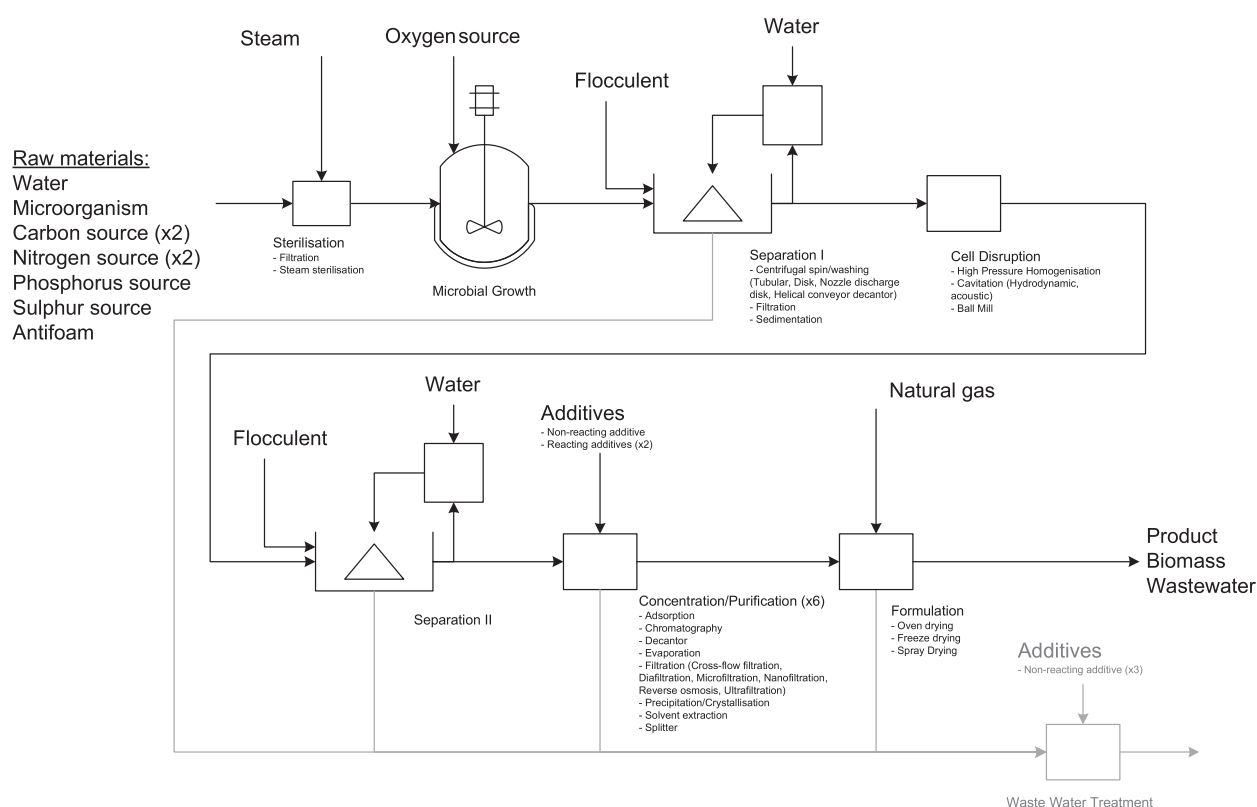 Steam
Oxygen source
Water
Flocculent
Raw materials:
Water
Microorganism
Carbon source (x2)
Nitrogen source (x2)
Phosphorus source
Sulphur source
Antifoam
Sterilisation
- Filtration
- Steam sterilisation
Microbial Growth
Separation I
- Centrifugal spin/washing
(Tubular, Disk, Nozzle discharge
disk, Helical conveyor decantor)
- Filtration
- Sedimentation
Cell Disruption
- High Pressure Homogenisation
- Cavitation (Hydrodynamic,
acoustic)
- Ball Mill
Water
Flocculent
Additives
- Non-reacting additive
- Reacting additives (x2)
Natural gas
Separation II
Concentration/Purification (x6)
- Adsorption
- Chromatography
- Decantor
- Evaporation
- Filtration (Cross-flow filtration,
Diafiltration, Microfiltration, Nanofiltration,
Reverse osmosis, Ultrafiltration)
- Precipitation/Crystallisation
- Solvent extraction
- Splitter
Formulation
- Oven drying
- Freeze drying
- Spray Drying
Product
Biomass
Wastewater
Additives
- Non-reacting additive (x3)
Waste Water Treatment